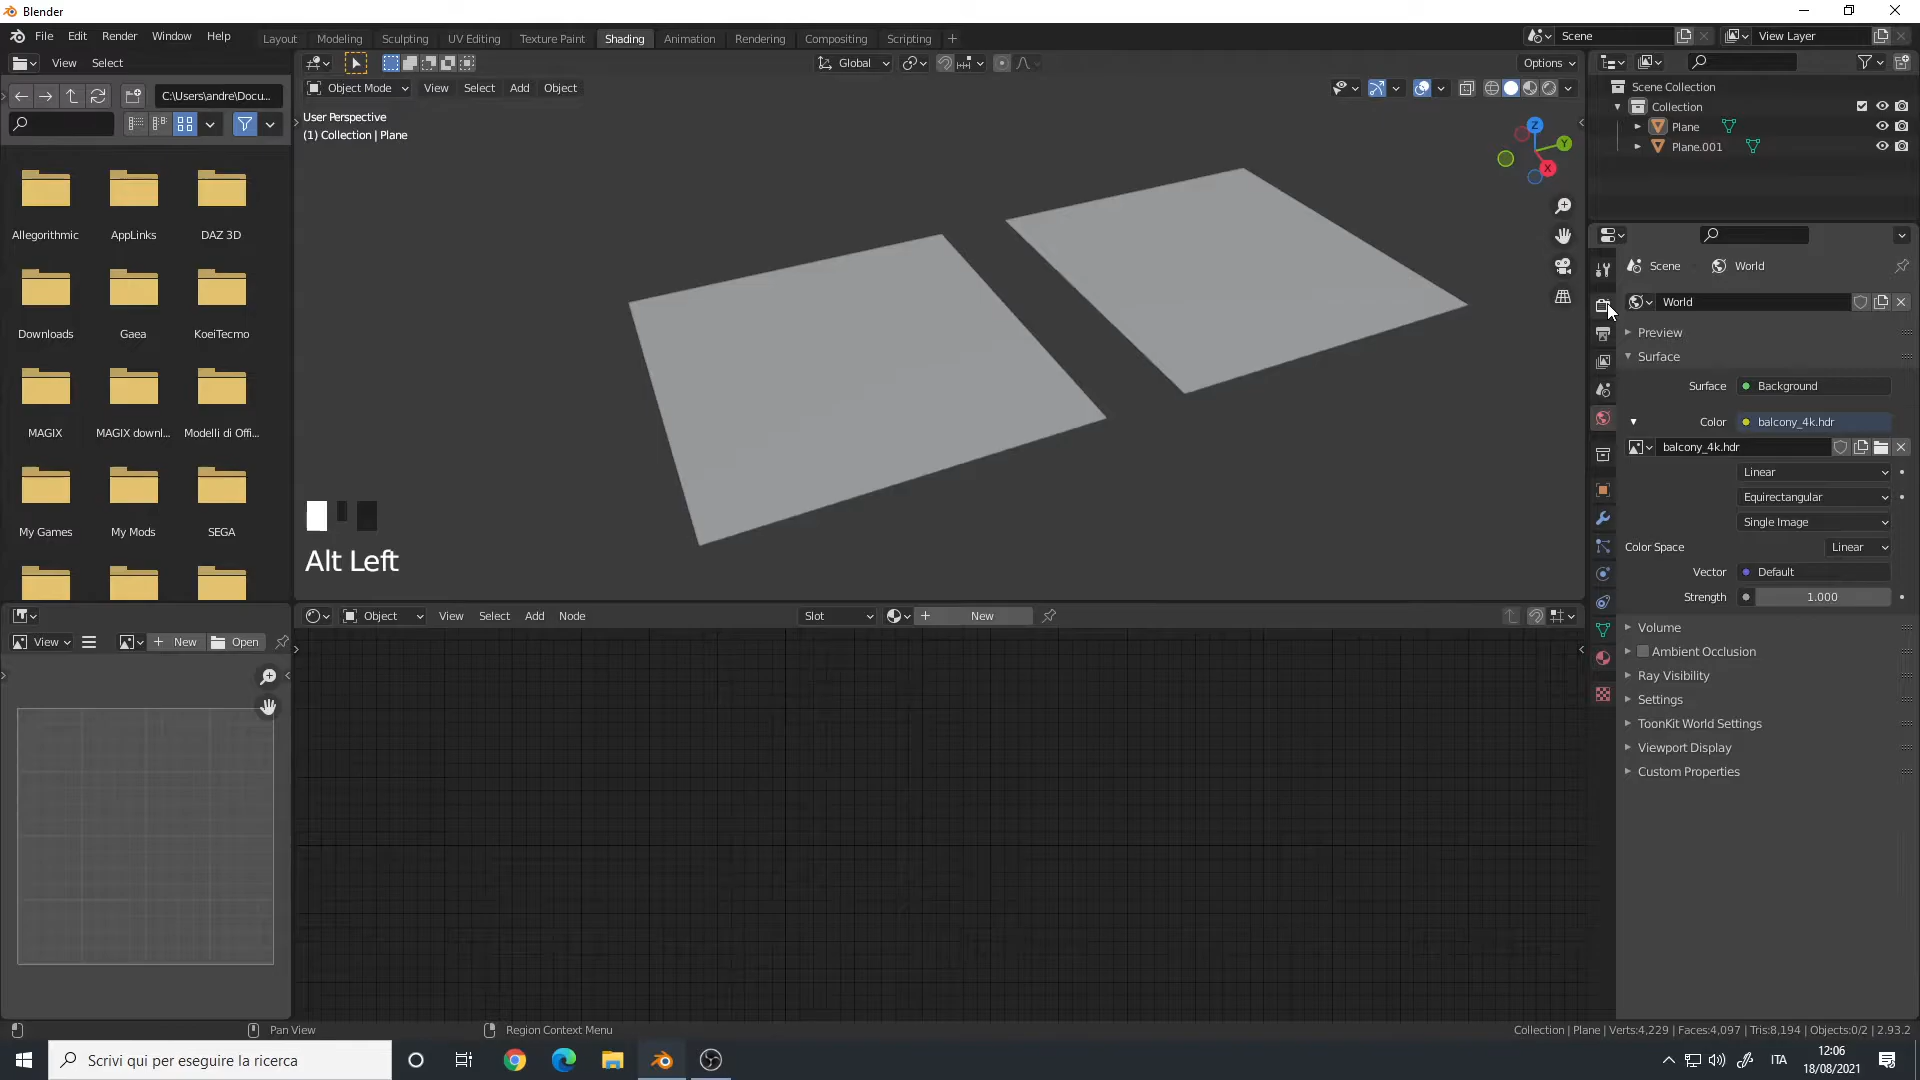 Blender
File Edit Render Window Help
Layout Modeling Sculpting UV Editing Texture Paint Shading Animation Rendering Compositing Scripting
Scene
View Layer
View Select
Global
Options
C:\Users\andre\Docu...
Object Mode View Select Add Object
User Perspective
(1) Collection | Plane
Z
Y
X
Scene Collection
Collection
Plane
Plane.001
Allegorithmic AppLinks DAZ 3D
Downloads Gaea KoeiTecmo
MAGIX MAGIX downl... Modelli di Offi...
My Games My Mods SEGA
Alt Left
Scene World
World
Preview
Surface
Surface Background
Color balcony_4k.hdr
balcony_4k.hdr
Linear
Equirectangular
Single Image
Color Space Linear
Vector Default
Strength 1.000
Volume
Ambient Occlusion
Ray Visibility
Settings
ToonKit World Settings
Viewport Display
Custom Properties
Object View Select Add Node Slot New
View New Open
Pan View Region Context Menu
Collection | Plane | Verts:4,229 | Faces:4,097 | Tris:8,194 | Objects:0/2 | 2.93.2
Scrivi qui per eseguire la ricerca
ITA
12:06
18/08/2021